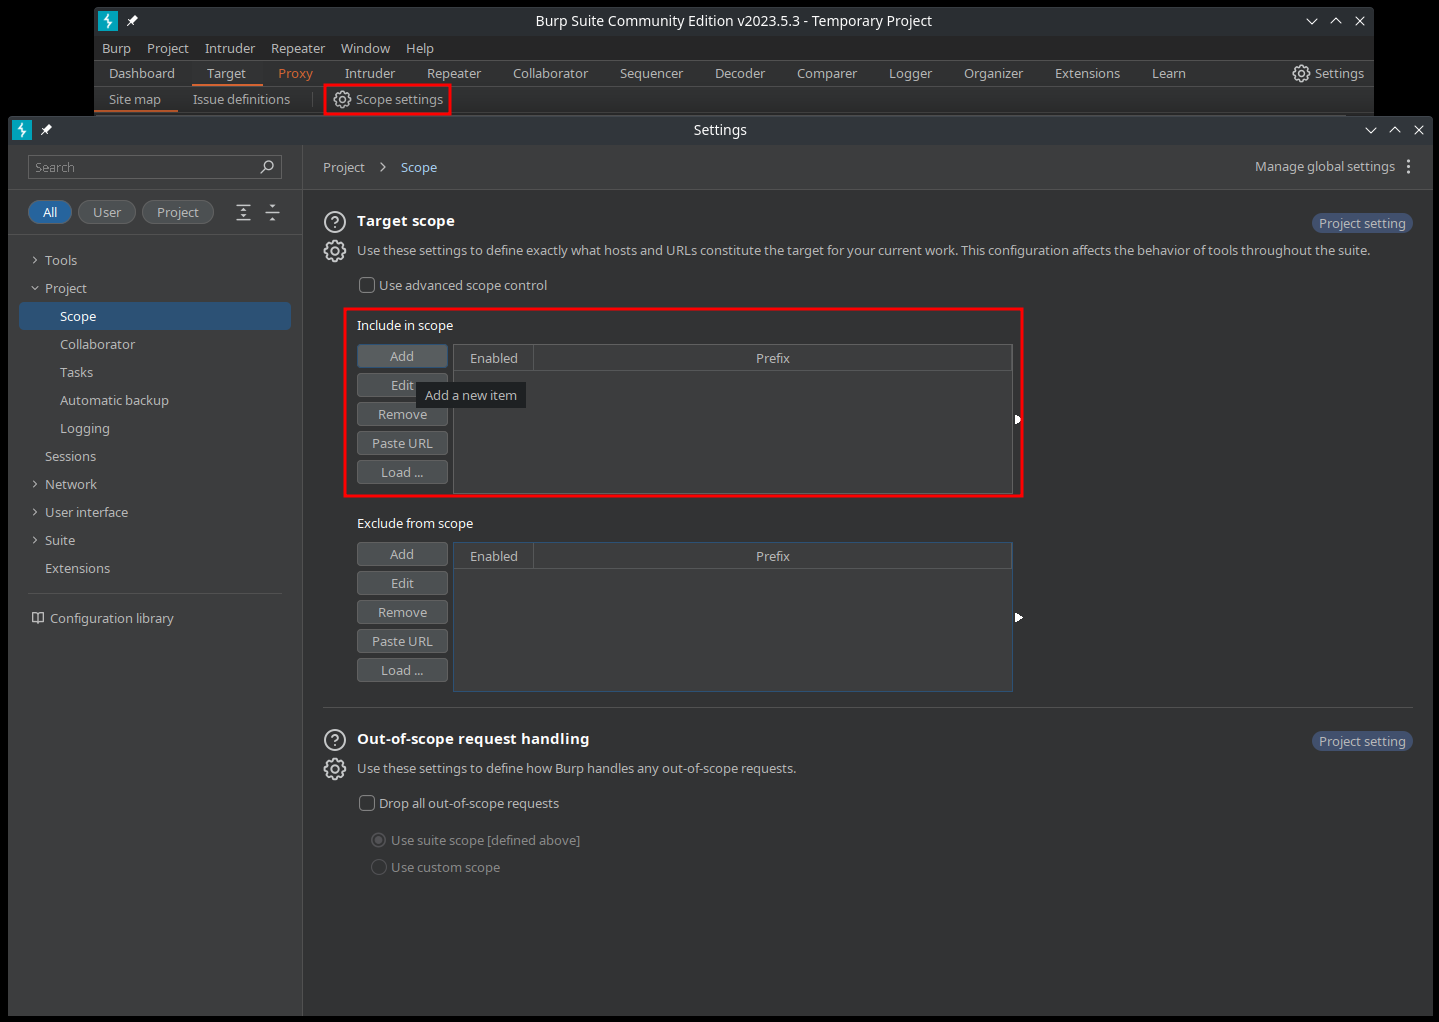 Burp Suite Community Edition v2023.5.3 - Temporary Project
Burp Project Intruder Repeater Window Help
Dashboard Target Proxy Intruder Repeater Collaborator Sequencer Decoder Comparer Logger Organizer Extensions Learn Settings
Site map Issue definitions Scope settings
Settings
Search
All User Project
Tools
Project
Scope
Collaborator
Tasks
Automatic backup
Logging
Sessions
Network
User interface
Suite
Extensions
Configuration library
Project > Scope Manage global settings
Target scope Project setting
Use these settings to define exactly what hosts and URLs constitute the target for your current work. This configuration affects the behavior of tools throughout the suite.
Use advanced scope control
Include in scope
Add Enabled Prefix
Edit
Add a new item
Remove
Paste URL
Load ...
Exclude from scope
Add Enabled Prefix
Edit
Remove
Paste URL
Load ...
Out-of-scope request handling Project setting
Use these settings to define how Burp handles any out-of-scope requests.
Drop all out-of-scope requests
Use suite scope [defined above]
Use custom scope